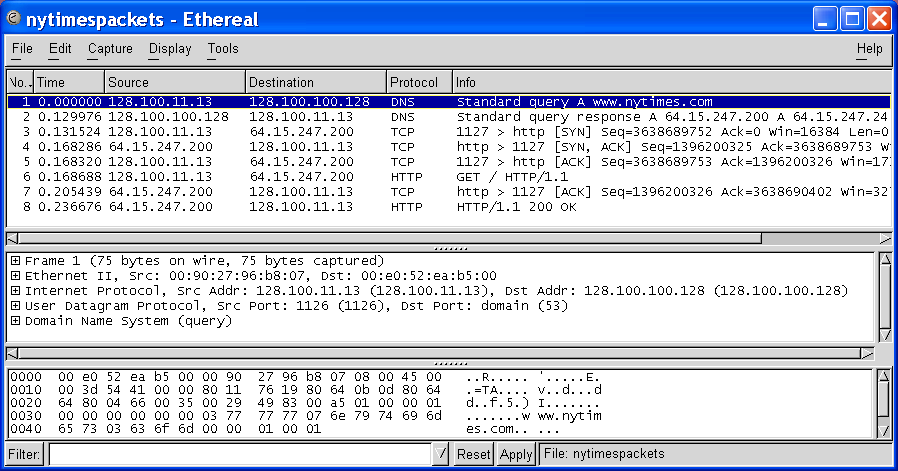 nytimespackets - Ethereal
File Edit Capture Display Tools Help
No. Time Source Destination Protocol Info
1 0.000000 128.100.11.13 128.100.100.128 DNS Standard query A www.nytimes.com
2 0.129976 128.100.100.128 128.100.11.13 DNS Standard query response A 64.15.247.200 A 64.15.247.24
3 0.131524 128.100.11.13 64.15.247.200 TCP 1127 > http [SYN] Seq=3638689752 Ack=0 Win=16384 Len=0
4 0.168286 64.15.247.200 128.100.11.13 TCP http > 1127 [SYN, ACK] Seq=1396200325 Ack=3638689753 W
5 0.168320 128.100.11.13 64.15.247.200 TCP 1127 > http [ACK] Seq=3638689753 Ack=1396200326 Win=17
6 0.168688 128.100.11.13 64.15.247.200 HTTP GET / HTTP/1.1
7 0.205439 64.15.247.200 128.100.11.13 TCP http > 1127 [ACK] Seq=1396200326 Ack=3638690402 Win=32
8 0.236676 64.15.247.200 128.100.11.13 HTTP HTTP/1.1 200 OK
Frame 1 (75 bytes on wire, 75 bytes captured)
Ethernet II, Src: 00:90:27:96:b8:07, Dst: 00:e0:52:ea:b5:00
Internet Protocol, Src Addr: 128.100.11.13 (128.100.11.13), Dst Addr: 128.100.100.128 (128.100.100.128)
User Datagram Protocol, Src Port: 1126 (1126), Dst Port: domain (53)
Domain Name System (query)
0000 00 e0 52 ea b5 00 00 90 27 96 b8 07 08 00 45 00 ..R..... '.....E.
0010 00 3d 54 41 00 00 80 11 76 19 80 64 0b 0d 80 64 .=TA.... v..d...d
0020 64 80 04 66 00 35 00 29 49 83 00 a5 01 00 00 01 d..f.5.) I.......
0030 00 00 00 00 00 00 03 77 77 77 07 6e 79 74 69 6d .......w ww.nytim
0040 65 73 03 63 6f 6d 00 00 01 00 01 es.com.. ...
Filter: Reset Apply File: nytimespackets